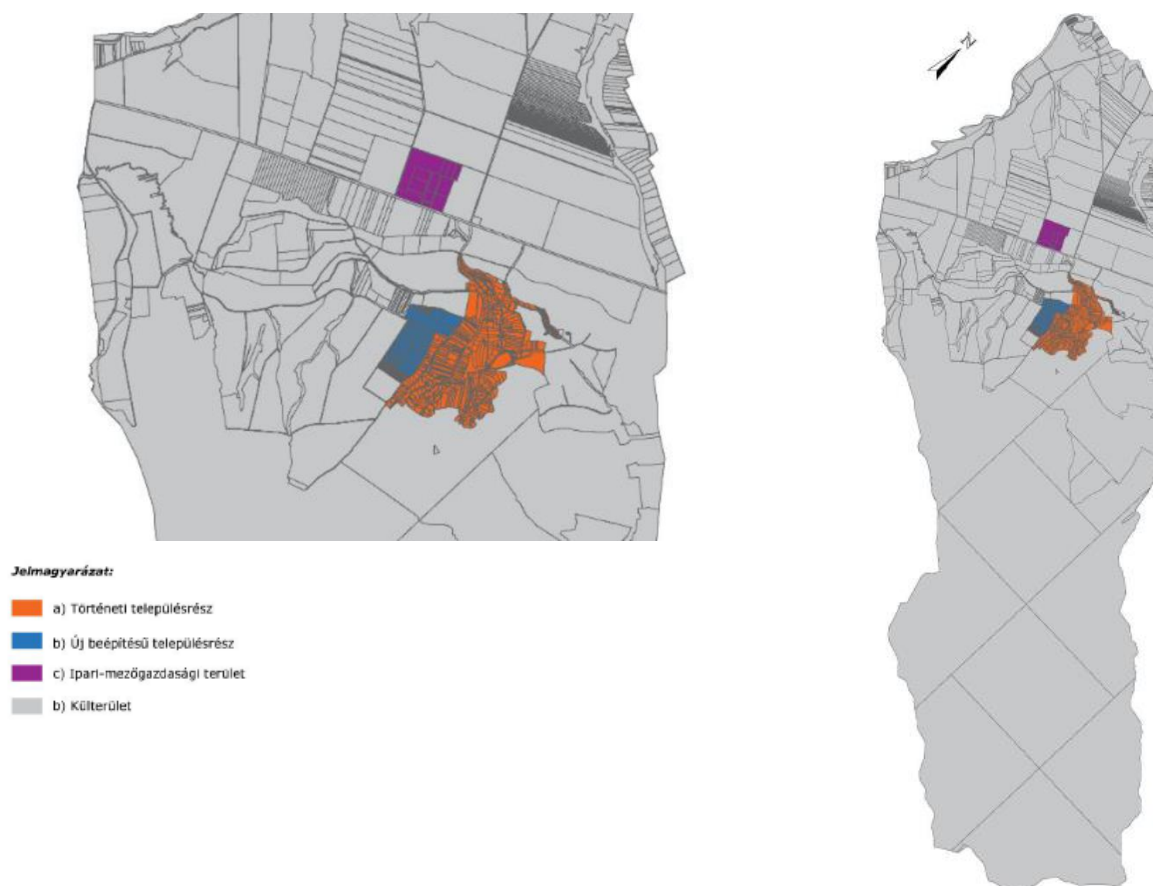 Z
Jelmagyarázat:
a) Történeti településrész
b) Új beépítésű településrész
c) Ipari-mezőgazdasági terület
b) Külterület